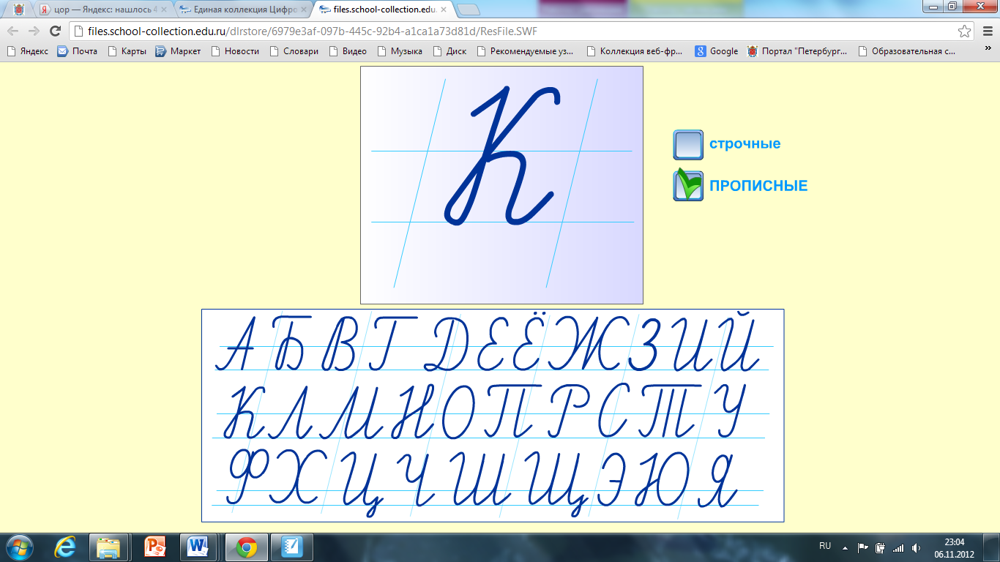 цор — Яндекс: нашлось 4
Единая коллекция Цифро
files.school-collection.edu.
files.school-collection.edu.ru/dlrstore/6979e3af-097b-445c-92b4-a1ca1a73d81d/ResFile.SWF
Яндекс Почта Карты Маркет Новости Словари Видео Музыка Диск Рекомендуемые уз... Коллекция веб-фр... Google Портал "Петербург... Образовательная с... »
К
строчные
ПРОПИСНЫЕ
А Б В Г Д Е Ё Ж З И Й
К Л М Н О П Р С Т У
Ф Х Ц Ч Ш Щ Э Ю Я
RU
23:04
06.11.2012